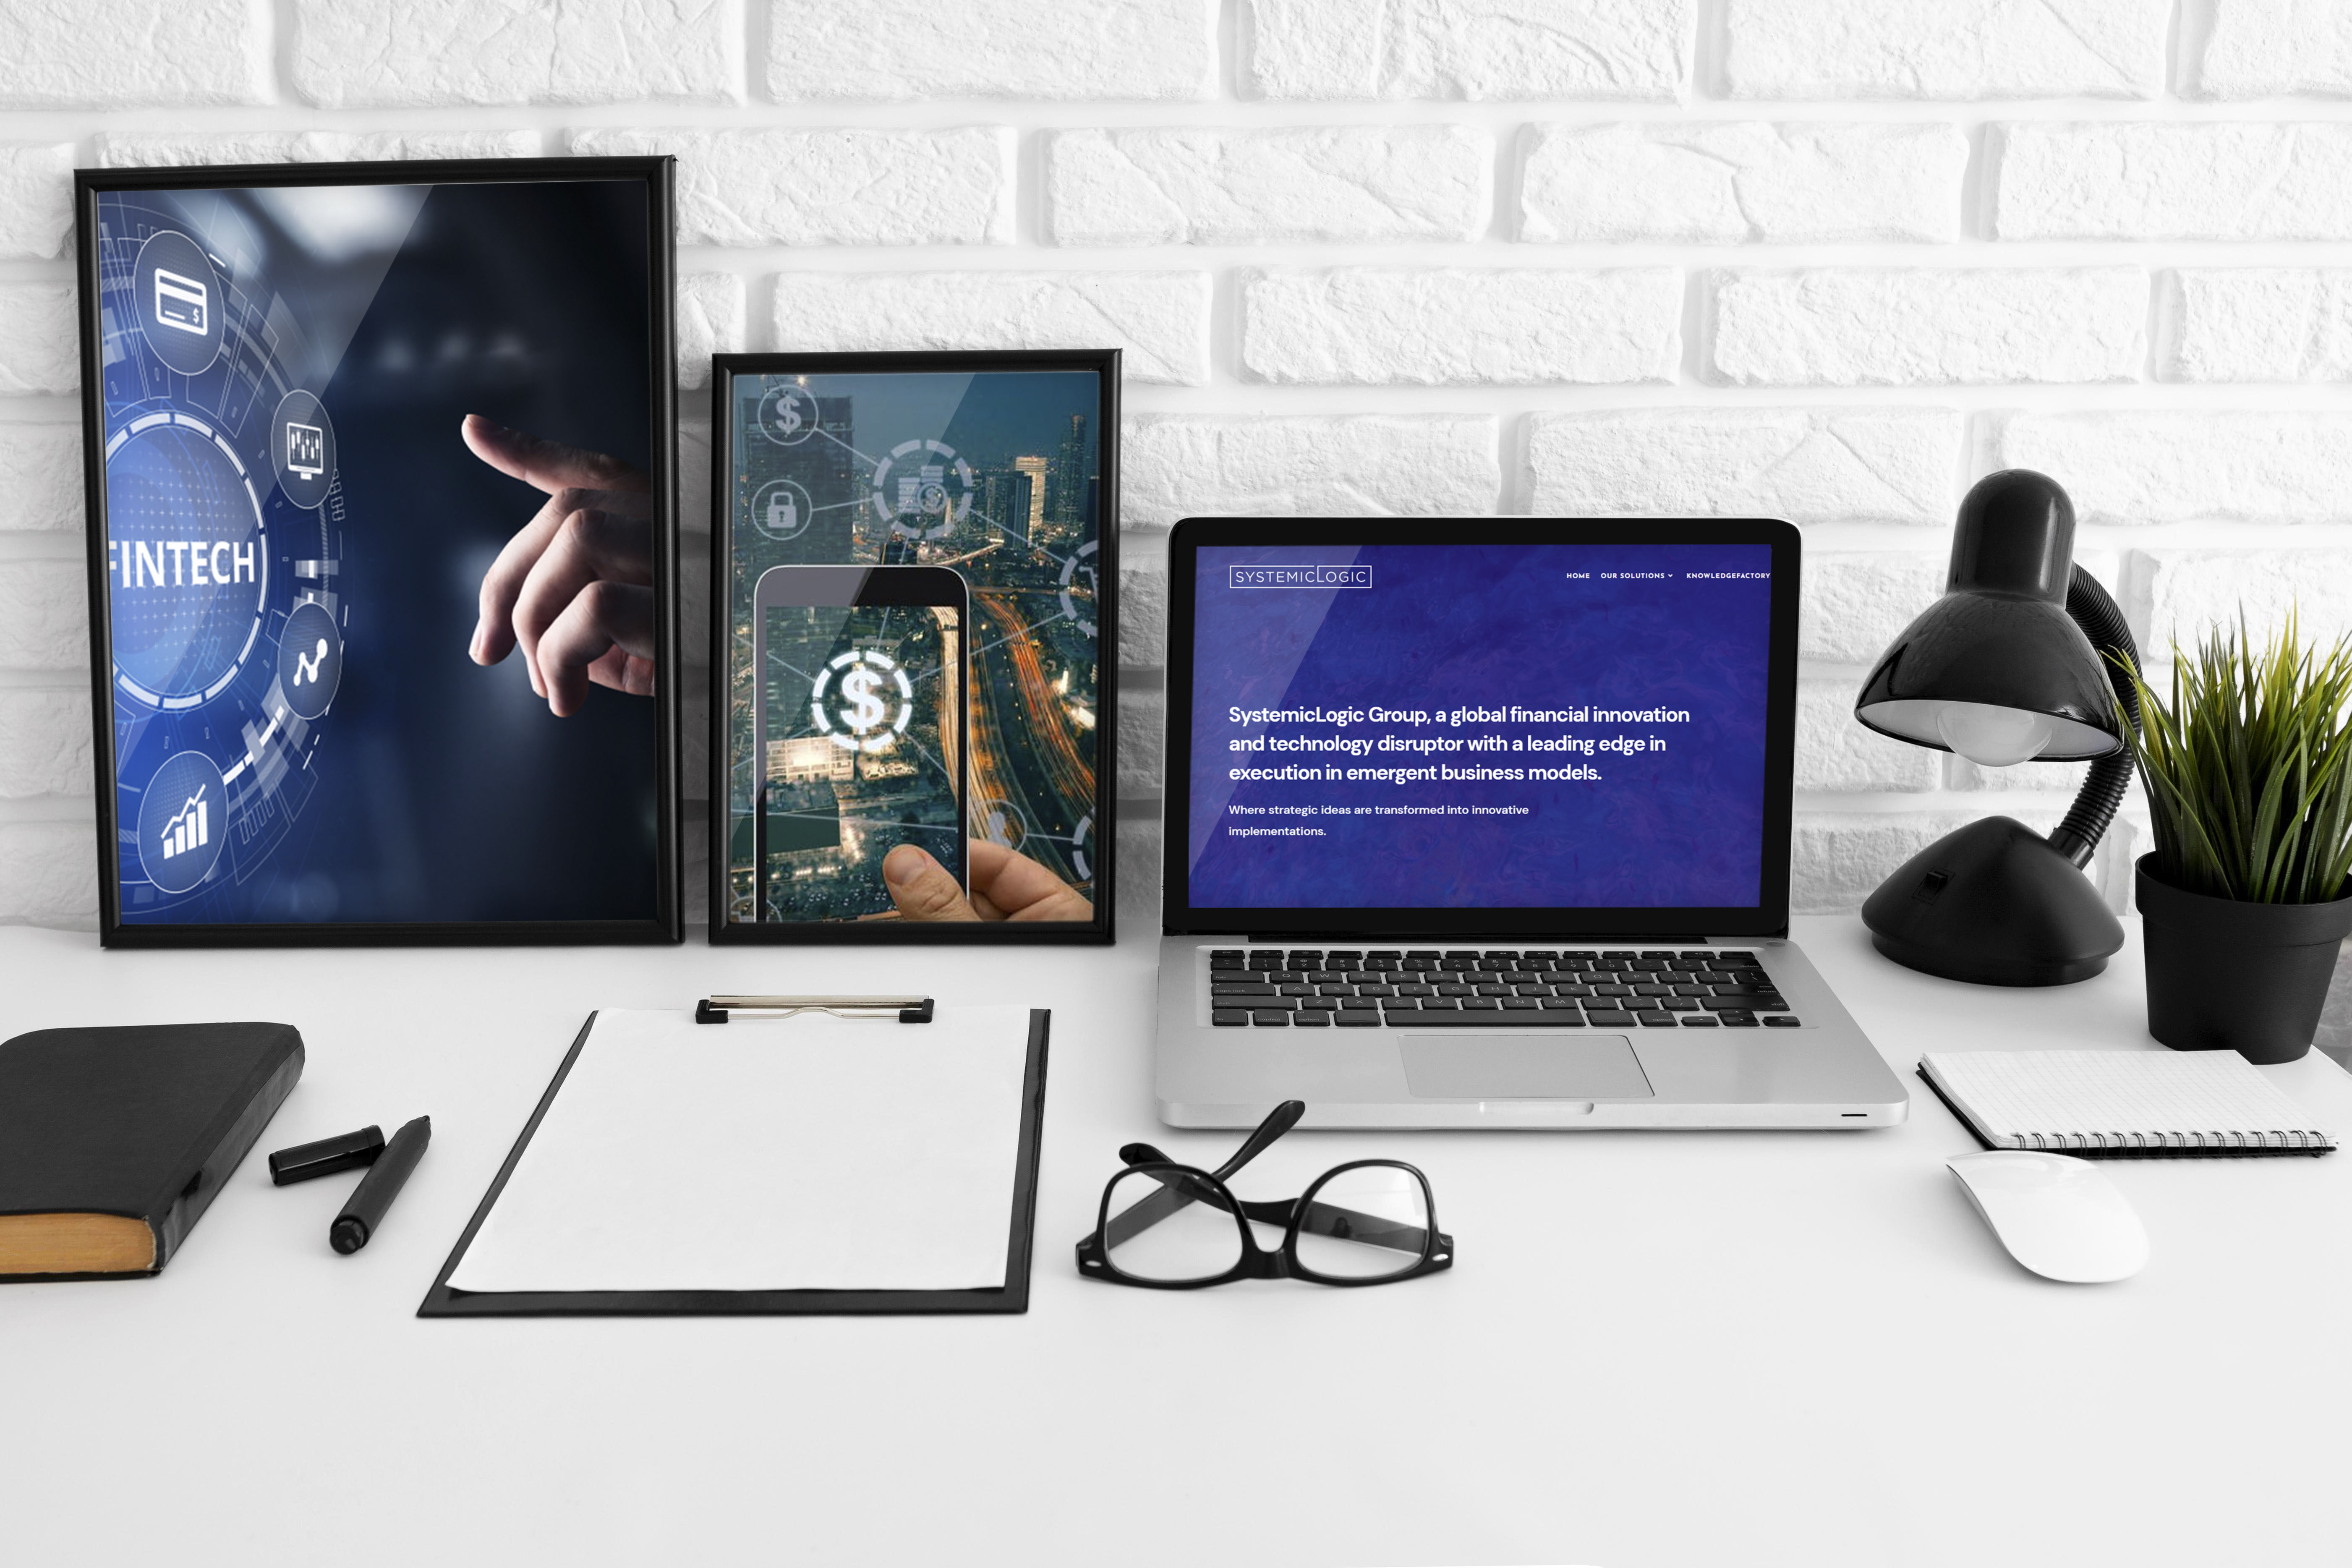 FINTECH
$
$
$
$
SYSTEMICLOGIC
HOME OUR SOLUTIONS KNOWLEDGEFACTORY
SystemicLogic Group, a global financial innovation
and technology disruptor with a leading edge in
execution in emergent business models.
Where strategic ideas are transformed into innovative
implementations.